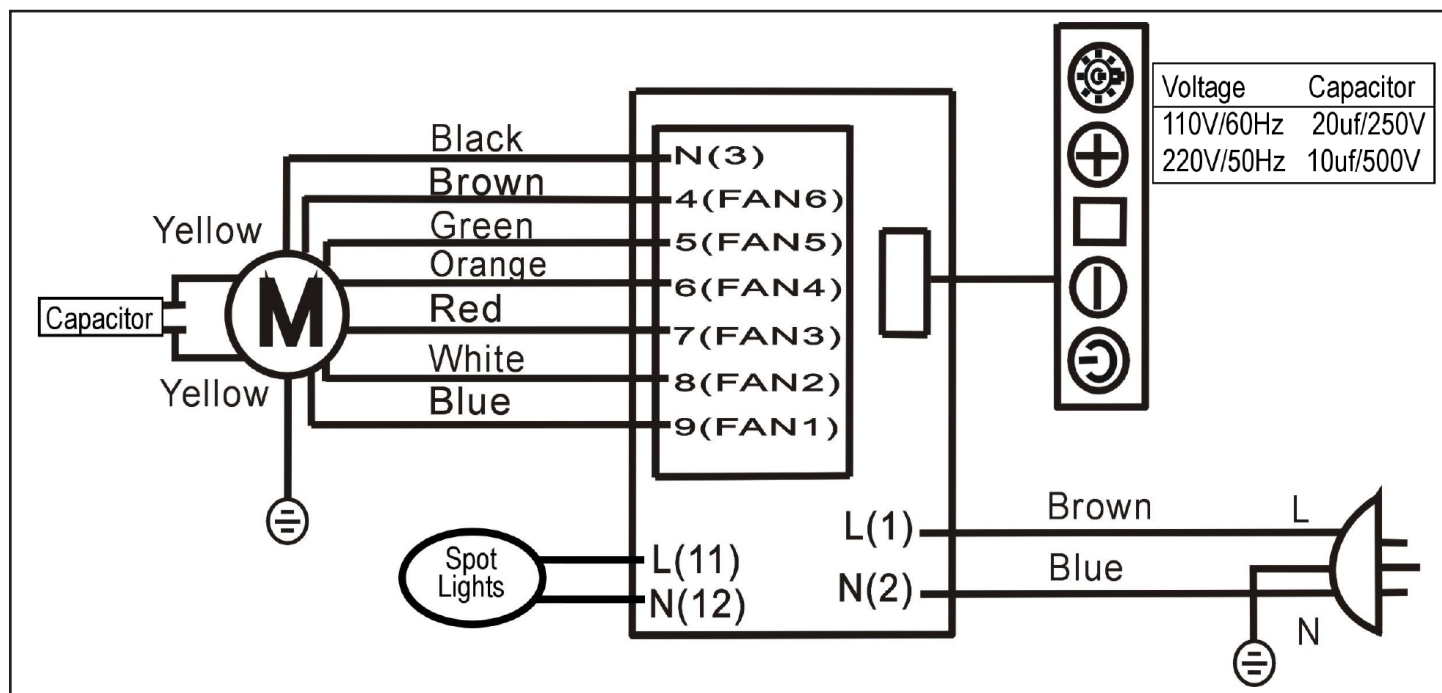 Voltage Capacitor
110V/60Hz 20uf/250V
220V/50Hz 10uf/500V
Black
N(3)
Brown
4(FAN6)
Yellow
Green
5(FAN5)
Orange
6(FAN4)
Capacitor
M
Red
7(FAN3)
White
8(FAN2)
Yellow
Blue
9(FAN1)
L(1)
Brown
L
Spot
Lights
L(11)
N(12)
N(2)
Blue
N